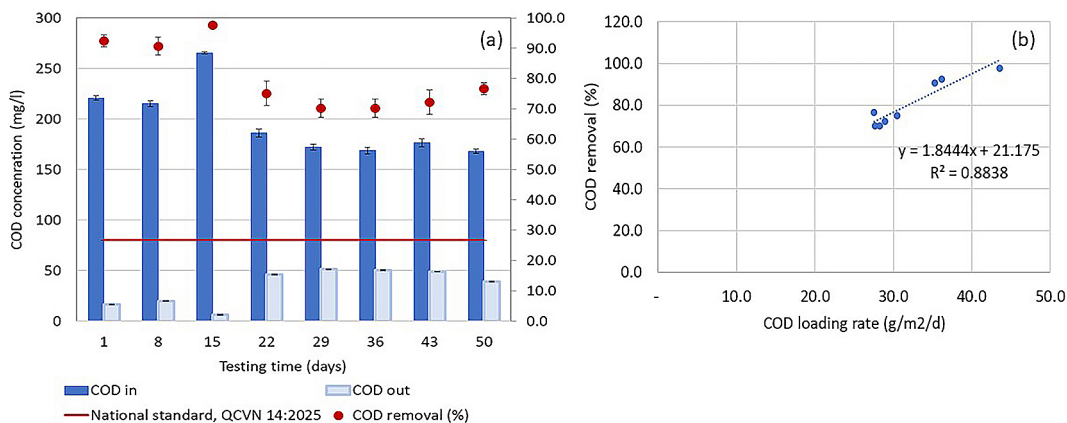 (a)
COD concenration (mg/l)
300
250
200
150
100
50
0
100.0
90.0
80.0
70.0
60.0
50.0
40.0
30.0
20.0
10.0
0.0
1 8 15 22 29 36 43 50
Testing time (days)
COD in COD out
National standard, QCVN 14:2025 COD removal (%)
(b)
COD removal (%)
120.0
100.0
80.0
60.0
40.0
20.0
0.0
y = 1.8444x + 21.175
R² = 0.8838
- 10.0 20.0 30.0 40.0 50.0
COD loading rate (g/m2/d)